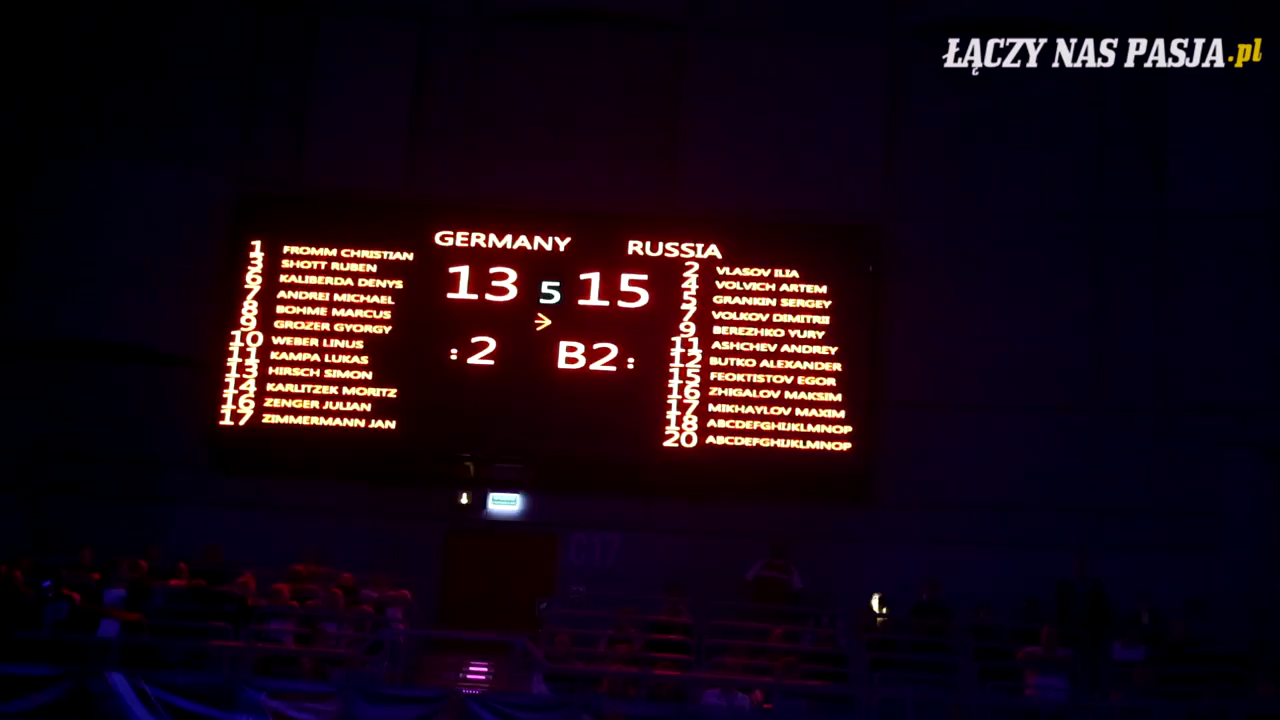 ŁĄCZY NAS PASJA.pl
GERMANY RUSSIA
13 5 15
>
:2 B2:
1 FROMM CHRISTIAN
3 SHOTT RUBEN
6 KALIBERDA DENYS
7 ANDREI MICHAEL
8 BOHME MARCUS
9 GROZER GYORGY
10 WEBER LINUS
11 KAMPA LUKAS
13 HIRSCH SIMON
14 KARLITZEK MORITZ
16 ZENGER JULIAN
17 ZIMMERMANN JAN
2 VLASOV ILIA
4 VOLVICH ARTEM
5 GRANKIN SERGEY
7 VOLKOV DIMITRII
9 BEREZHKO YURY
11 ASHCHEV ANDREY
12 BUTKO ALEXANDER
15 FEOKTISTOV EGOR
16 ZHIGALOV MAKSIM
17 MIKHAYLOV MAXIM
18 ABCDEFGHIJKLMNOP
20 ABCDEFGHIJKLMNOP